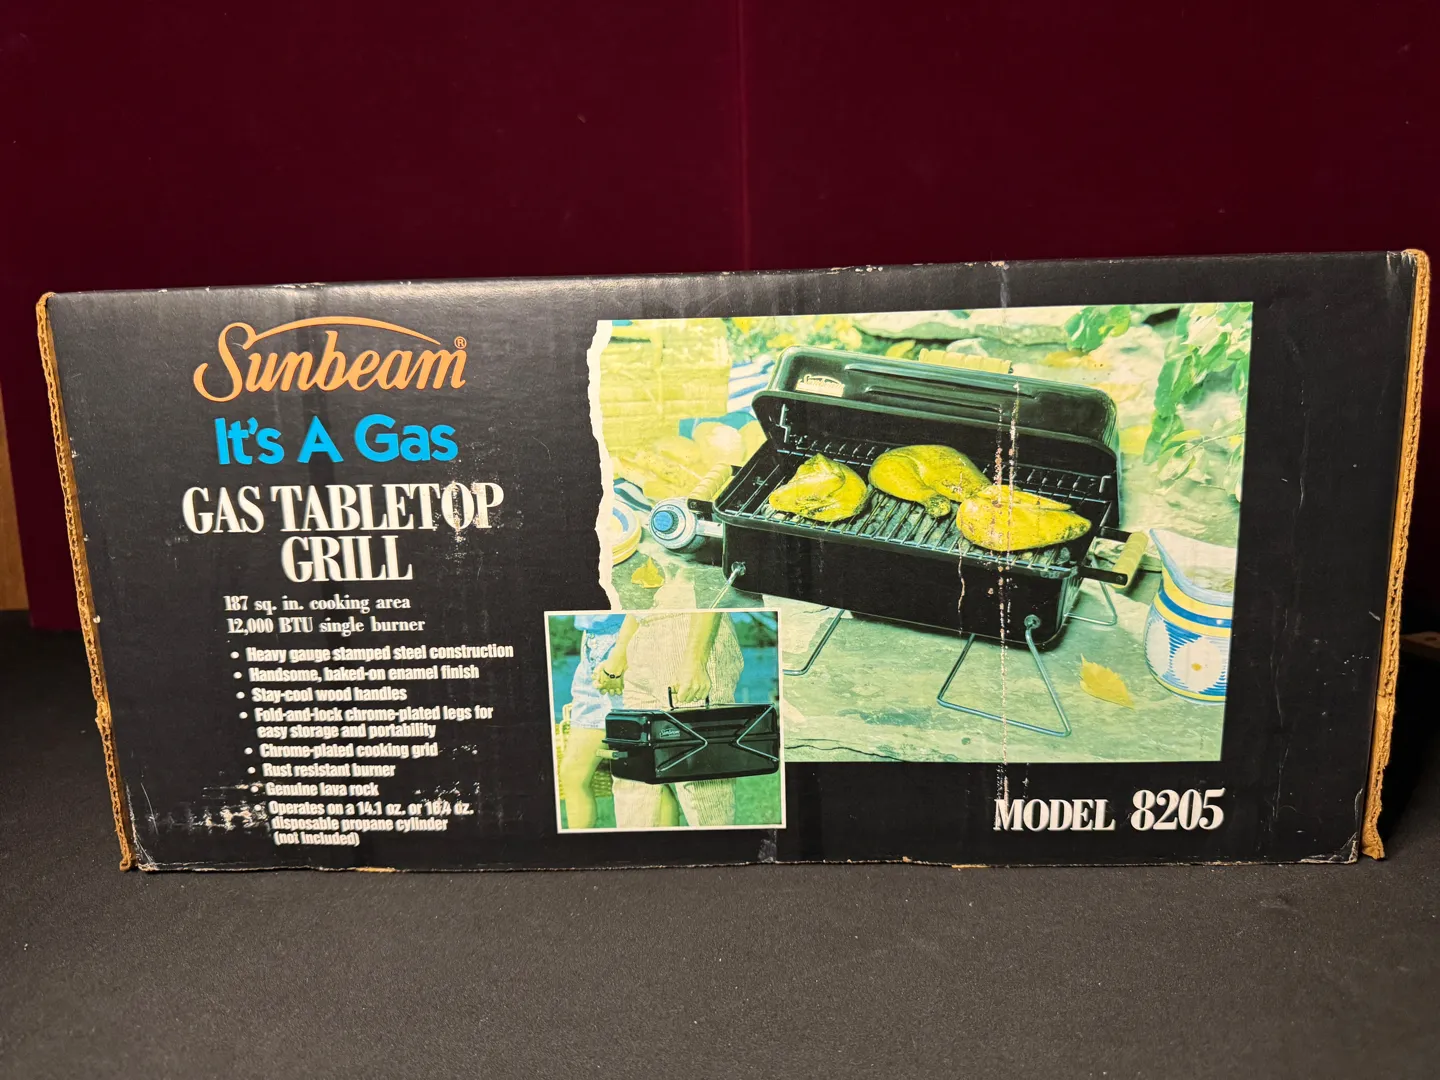 Sunbeam®
It's A Gas
GAS TABLETOP
GRILL
187 sq. in. cooking area
12,000 BTU single burner
• Heavy gauge stamped steel construction
• Handsome, baked-on enamel finish
• Stay-cool wood handles
• Fold-and-lock chrome-plated legs for
easy storage and portability
• Chrome-plated cooking grid
• Rust resistant burner
• Genuine lava rock
• Operates on a 14.1 oz. or 16.4 oz.
disposable propane cylinder
(not included)
Sunbeam
Sunbeam
MODEL 8205